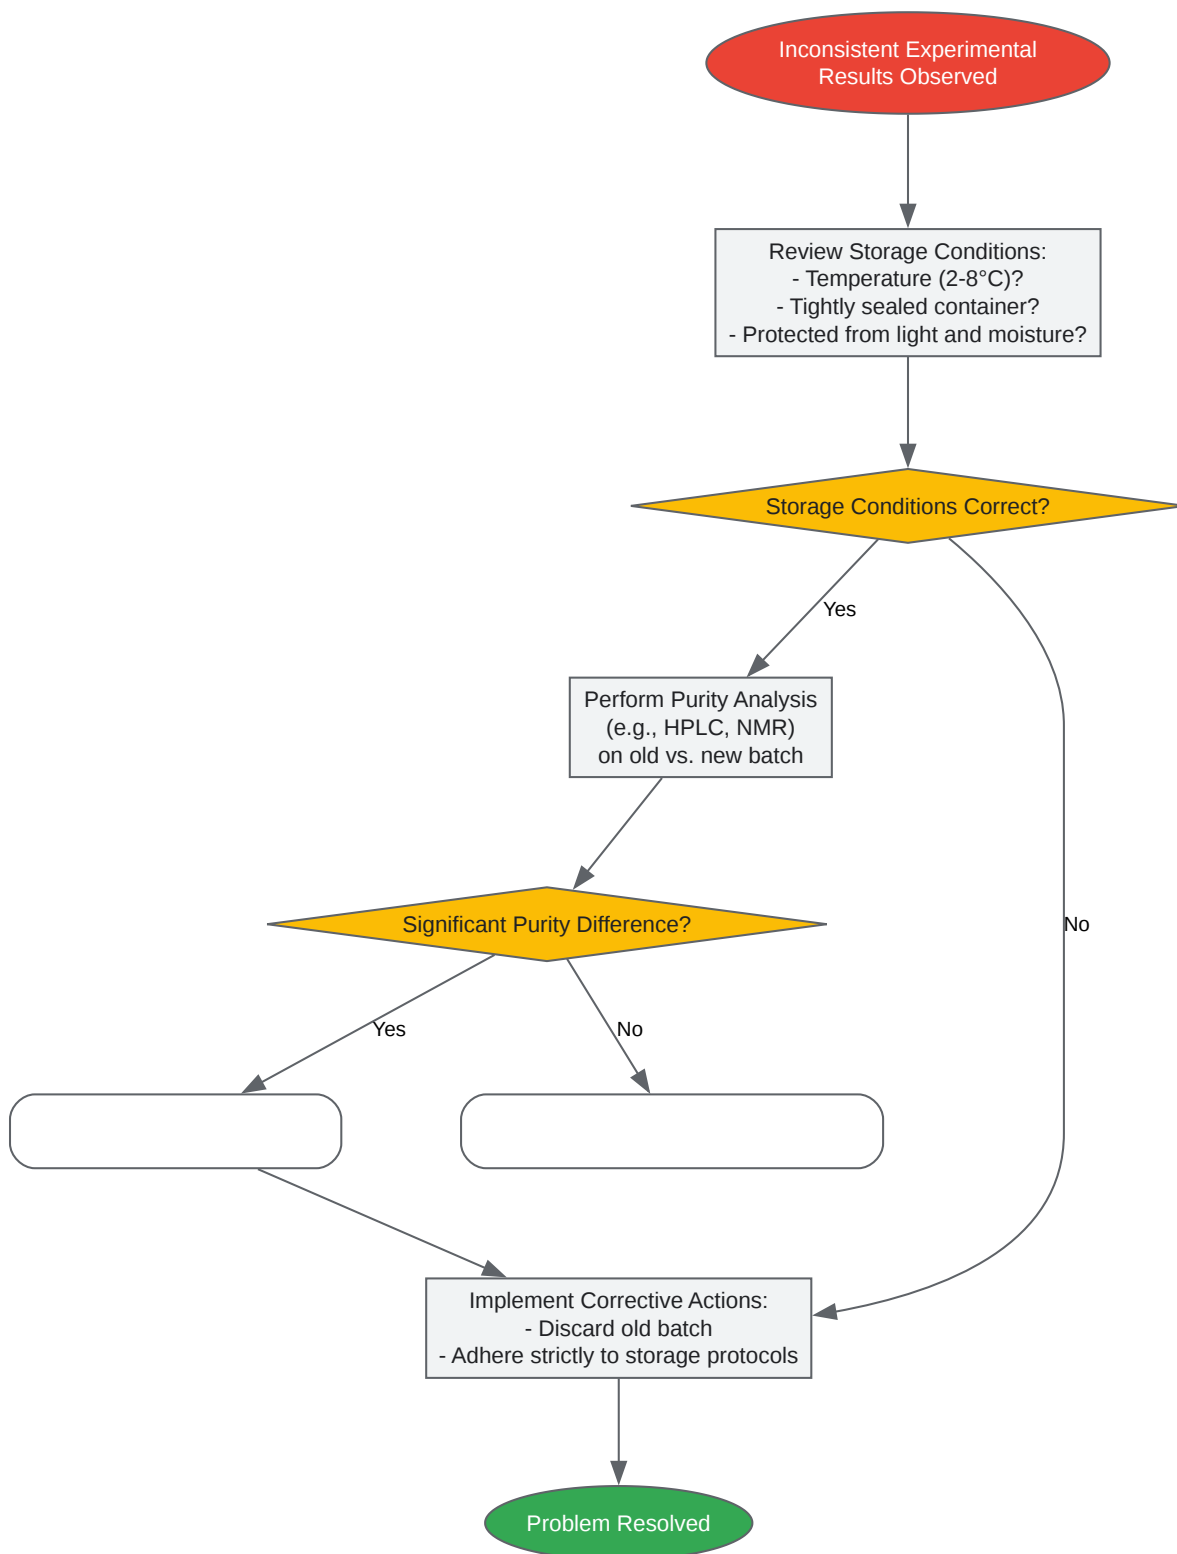 Inconsistent Experimental
Results Observed
Review Storage Conditions:
- Temperature (2-8°C)?
- Tightly sealed container?
- Protected from light and moisture?
Storage Conditions Correct?
Yes
Perform Purity Analysis
(e.g., HPLC, NMR)
on old vs. new batch
No
Significant Purity Difference?
Yes
No
Implement Corrective Actions:
- Discard old batch
- Adhere strictly to storage protocols
Problem Resolved